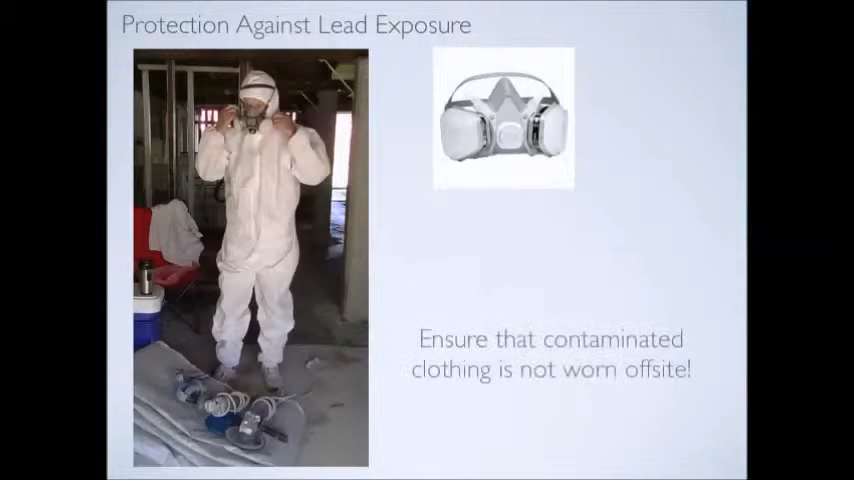 Protection Against Lead Exposure
Ensure that contaminated
clothing is not worn offsite!